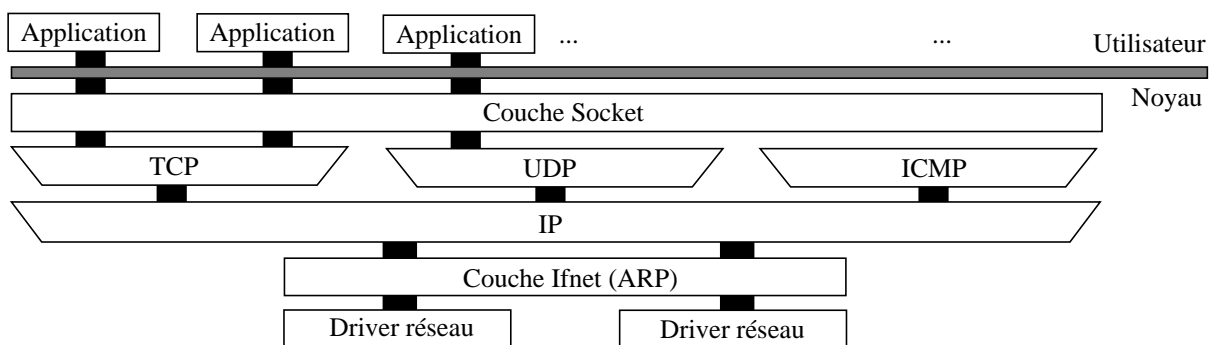 Application Application Application ... ... Utilisateur
Noyau
Couche Socket
TCP UDP ICMP
IP
Couche Ifnet (ARP)
Driver réseau Driver réseau